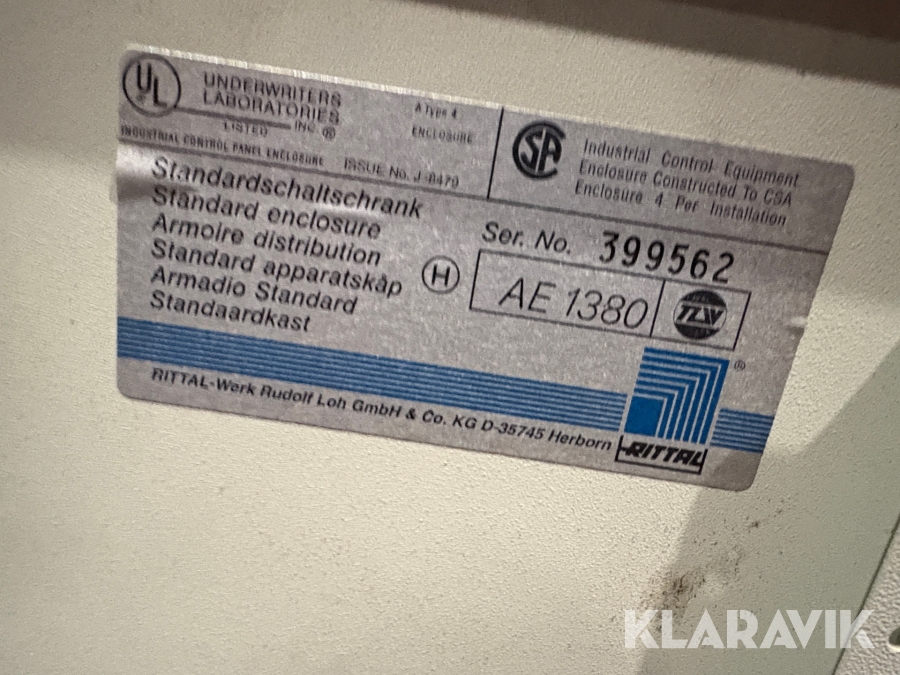 UL
®
UNDERWRITERS
LABORATORIES
INC.®
LISTED
A Type 4
ENCLOSURE
INDUSTRIAL CONTROL PANEL ENCLOSURE
ISSUE No. J-8479
SA
Industrial Control Equipment
Enclosure Constructed To CSA
Enclosure 4 Per Installation
Standardschaltschrank
Standard enclosure
Armoire distribution
Standard apparatskåp
Armadio Standard
Standaardkast
H
Ser. No. 399562
AE 1380
RITTAL-Werk Rudolf Loh GmbH & Co. KG D-35745 Herborn
®
RITTAL
KLARAVIK